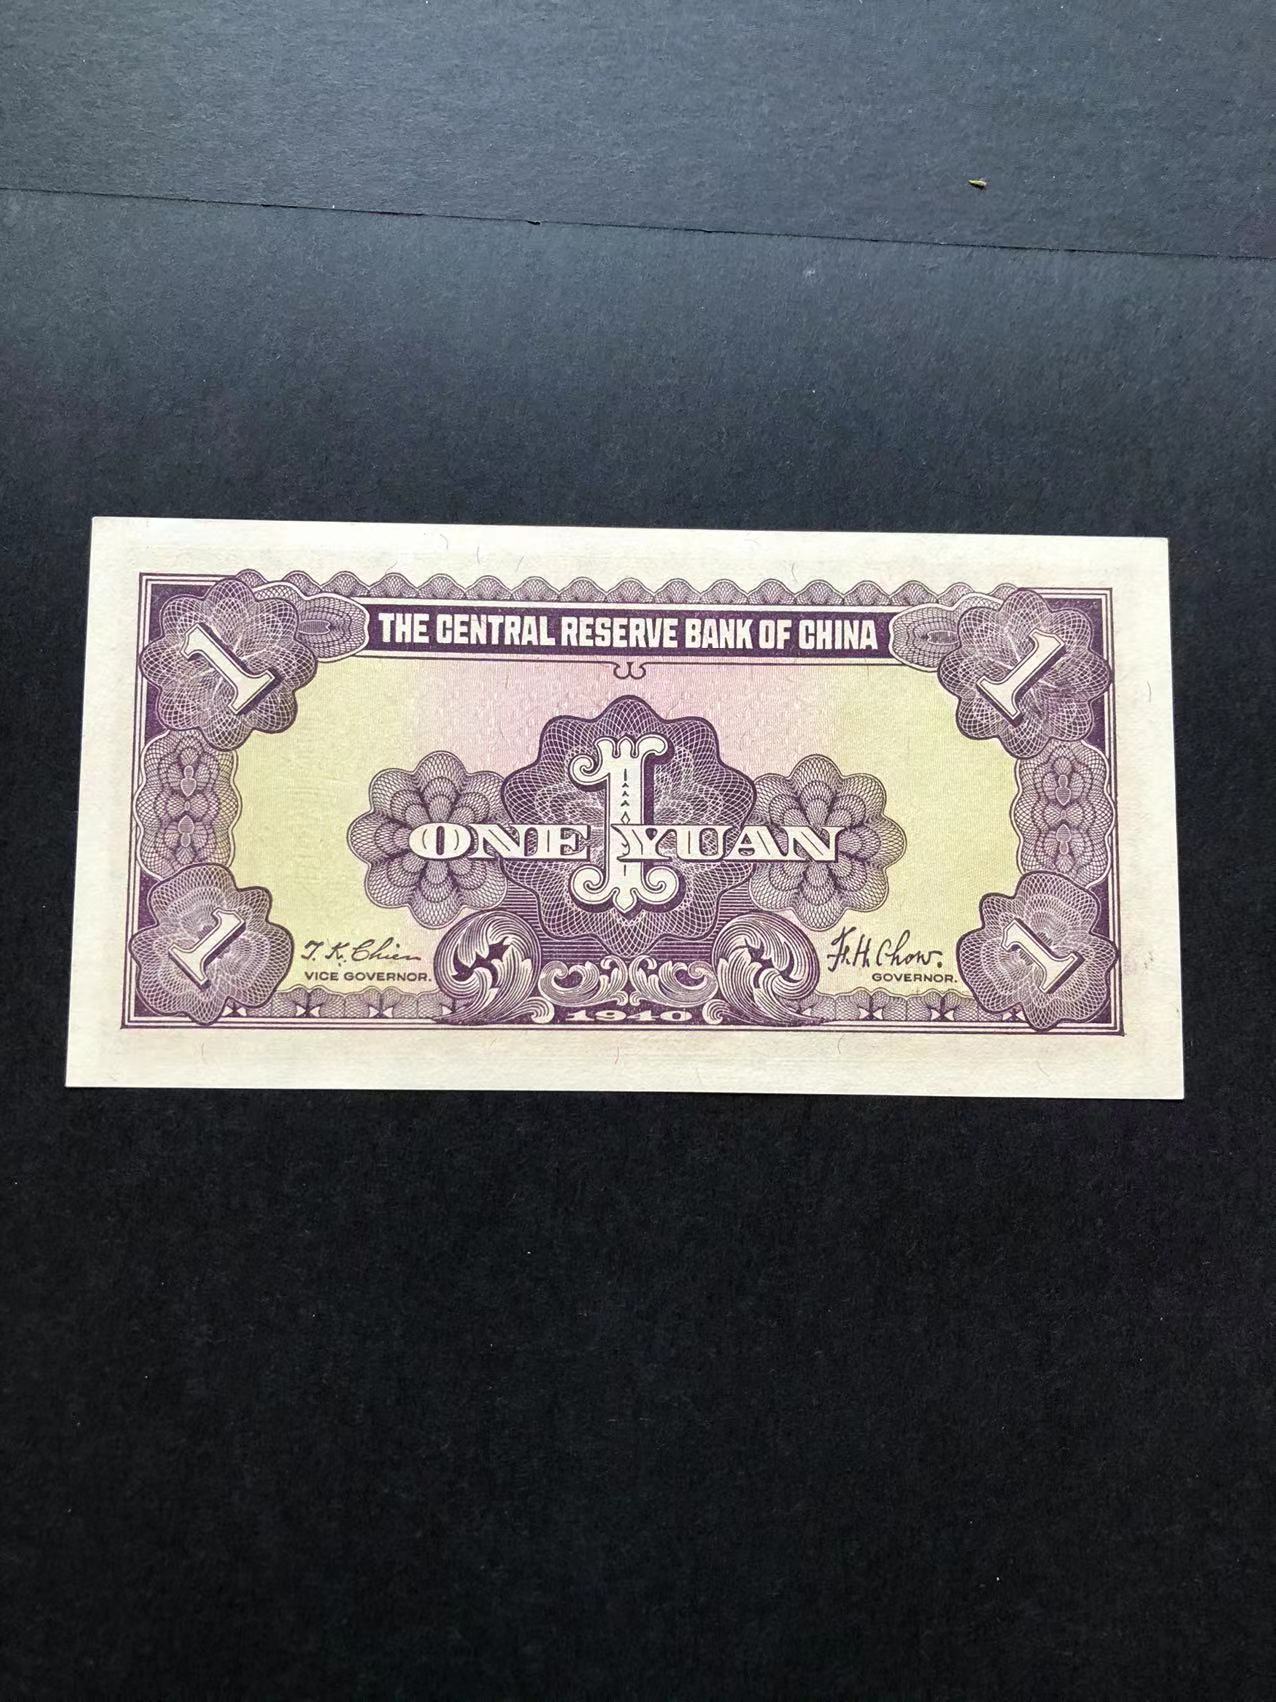 THE CENTRAL RESERVE BANK OF CHINA
1 1
1
ONE YUAN
T. K. Chien F. H. Chow.
VICE GOVERNOR. GOVERNOR.
1 1
1940